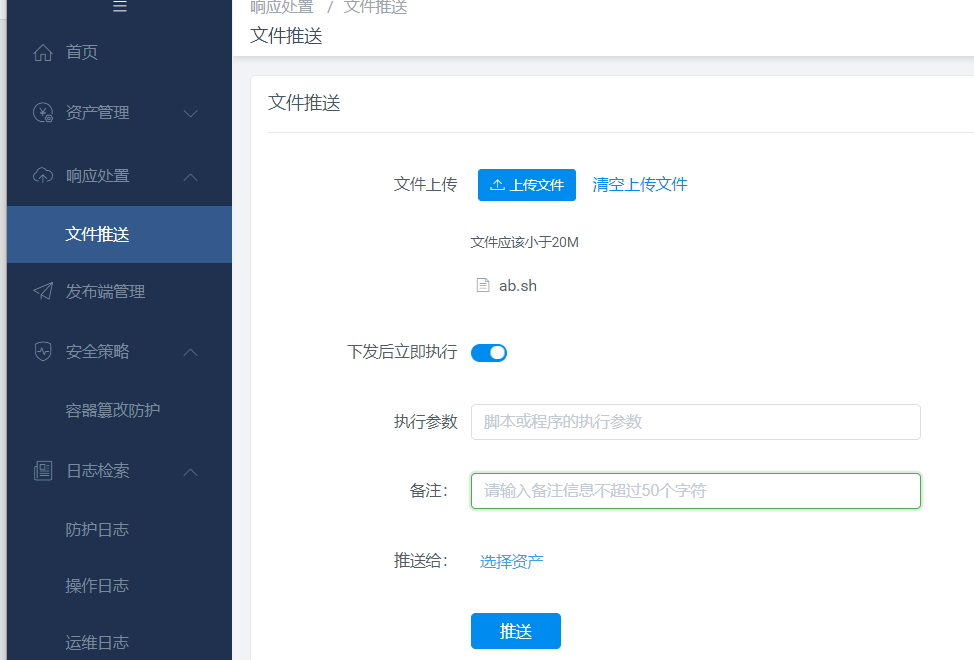 响应处置 / 文件推送
文件推送
首页
资产管理
响应处置
文件推送
发布端管理
安全策略
容器篡改防护
日志检索
防护日志
操作日志
运维日志
文件推送
文件上传 上传文件 清空上传文件
文件应该小于20M
ab.sh
下发后立即执行
执行参数 脚本或程序的执行参数
备注： 请输入备注信息不超过50个字符
推送给： 选择资产
推送